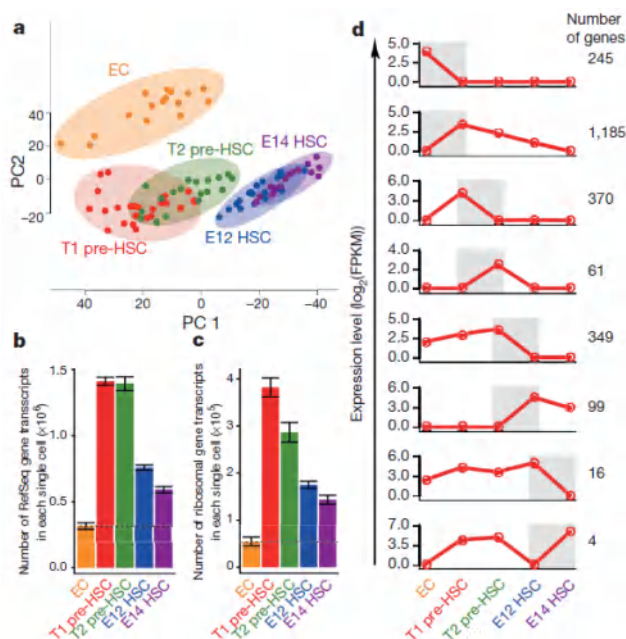 a
EC
T2 pre-HSC
E14 HSC
T1 pre-HSC
E12 HSC
PC2
40
20
0
−20
40
20
0
−20
−40
PC 1
b
Number of RefSeq gene transcripts
in each single cell (×10⁶)
1.5
1.0
0.5
0.0
EC
T1 pre-HSC
T2 pre-HSC
E12 HSC
E14 HSC
c
Number of ribosomal gene transcripts
in each single cell (×10⁵)
4
3
2
1
0
EC
T1 pre-HSC
T2 pre-HSC
E12 HSC
E14 HSC
d
Number
of genes
Expression level (log₂(FPKM))
5.0
2.5
0.0
245
5.0
2.5
0.0
1,185
6.0
3.0
0.0
370
4.0
2.0
0.0
61
5.0
2.5
0.0
349
6.0
3.0
0.0
99
6.0
3.0
0.0
16
7.0
3.5
0.0
4
EC
T1 pre-HSC
T2 pre-HSC
E12 HSC
E14 HSC